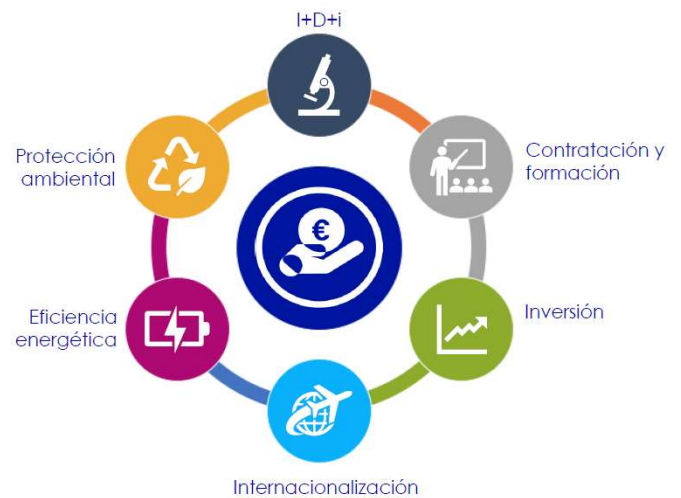 I+D+i
Protección
ambiental
Contratación y
formación
€
Eficiencia
energética
Inversión
Internacionalización